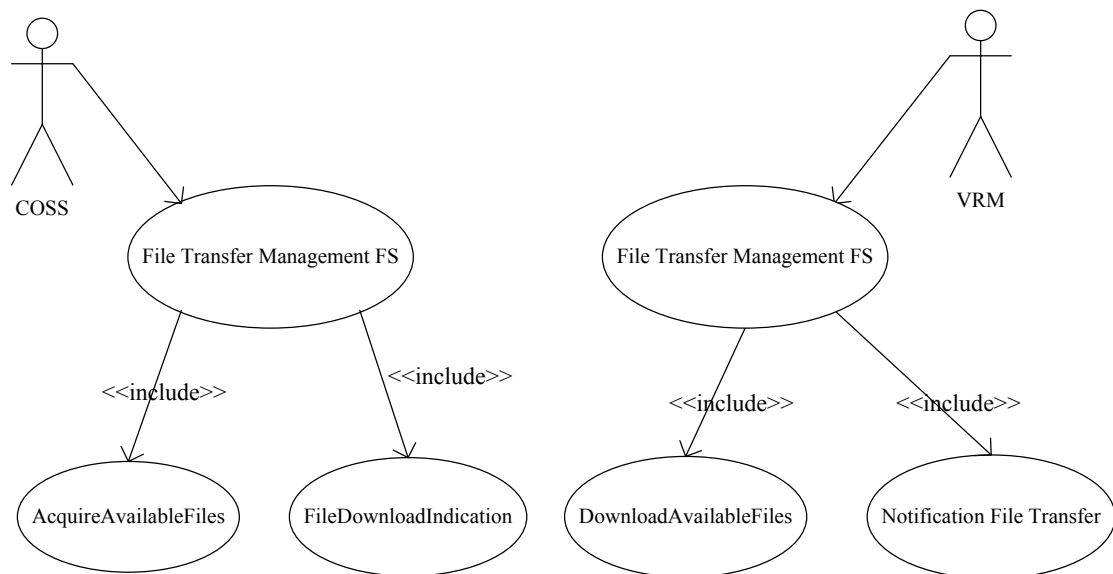 COSS
VRM
File Transfer Management FS
File Transfer Management FS
<<include>>
<<include>>
<<include>>
<<include>>
AcquireAvailableFiles
FileDownloadIndication
DownloadAvailableFiles
Notification File Transfer